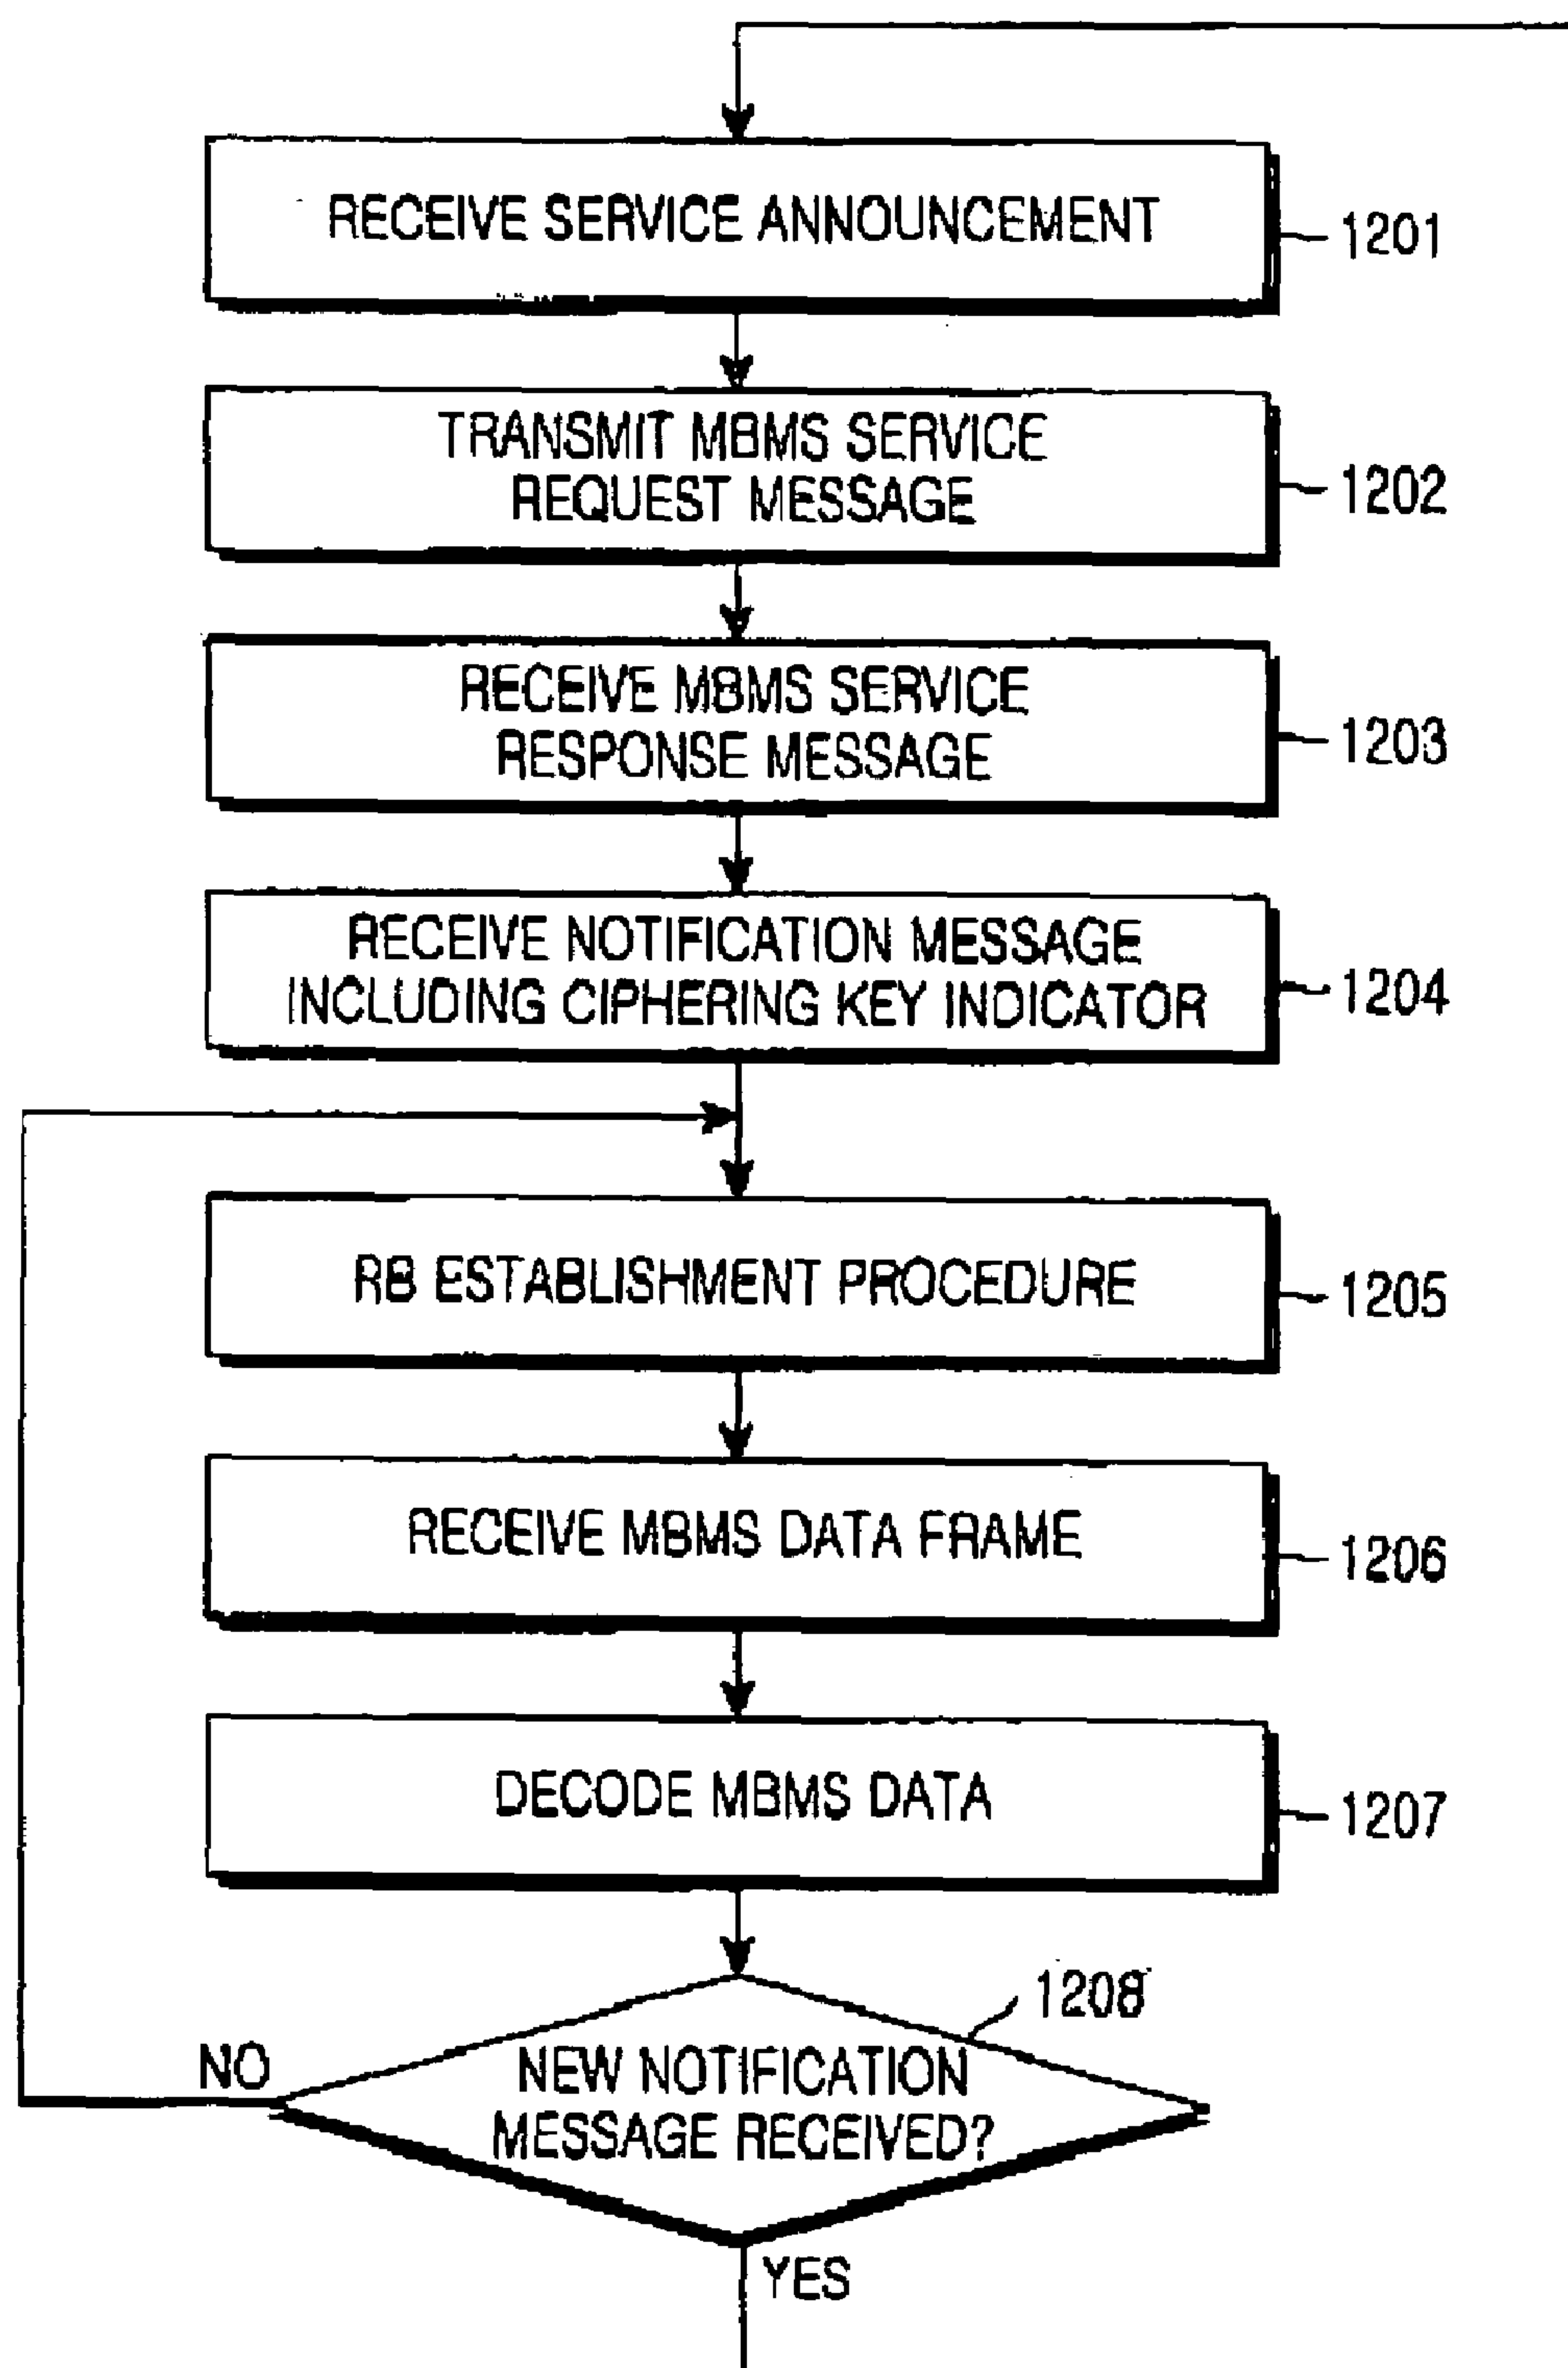 RECEIVE SERVICE ANNOUNCEMENT
1201
TRANSMIT MBMS SERVICE
REQUEST MESSAGE
1202
RECEIVE MBMS SERVICE
RESPONSE MESSAGE
1203
RECEIVE NOTIFICATION MESSAGE
INCLUDING CIPHERING KEY INDICATOR
1204
RB ESTABLISHMENT PROCEDURE
1205
RECEIVE MBMS DATA FRAME
1206
DECODE MBMS DATA
1207
1208
NO
NEW NOTIFICATION
MESSAGE RECEIVED?
YES